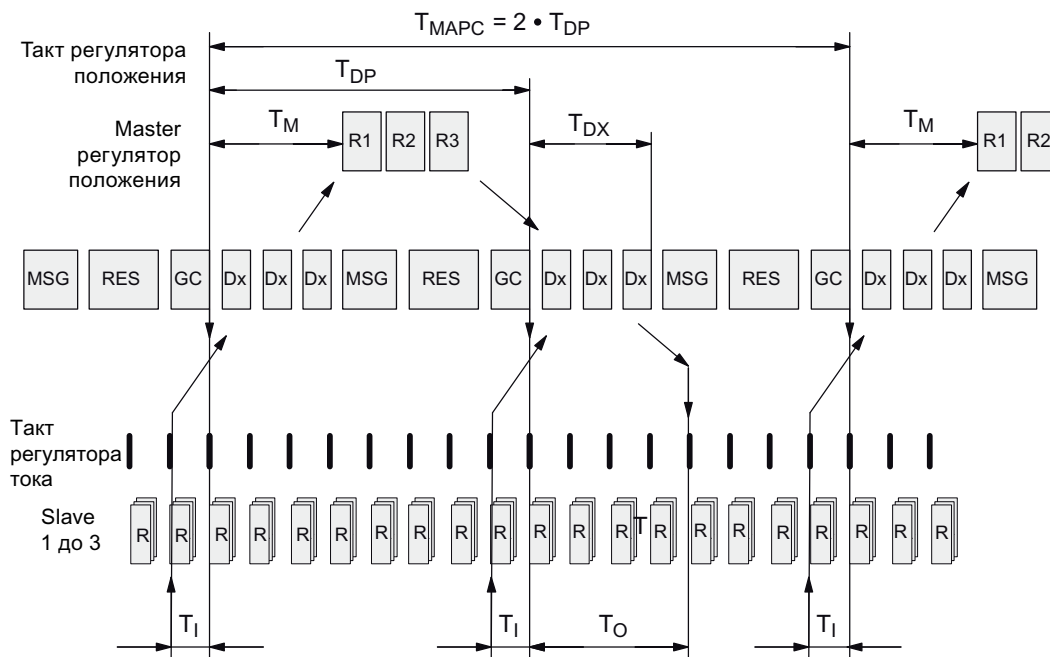 T_MAPC = 2 • T_DP
Такт регулятора
положения
T_DP
Master
регулятор
положения
T_M
R1 R2 R3
T_DX
T_M
R1 R2
MSG RES GC Dx Dx Dx MSG RES GC Dx Dx Dx MSG RES GC Dx Dx Dx MSG
Такт
регулятора
тока
Slave
1 до 3
R R R R R R R R R R R R R T R R R R R R R R
T_I T_I T_O T_I